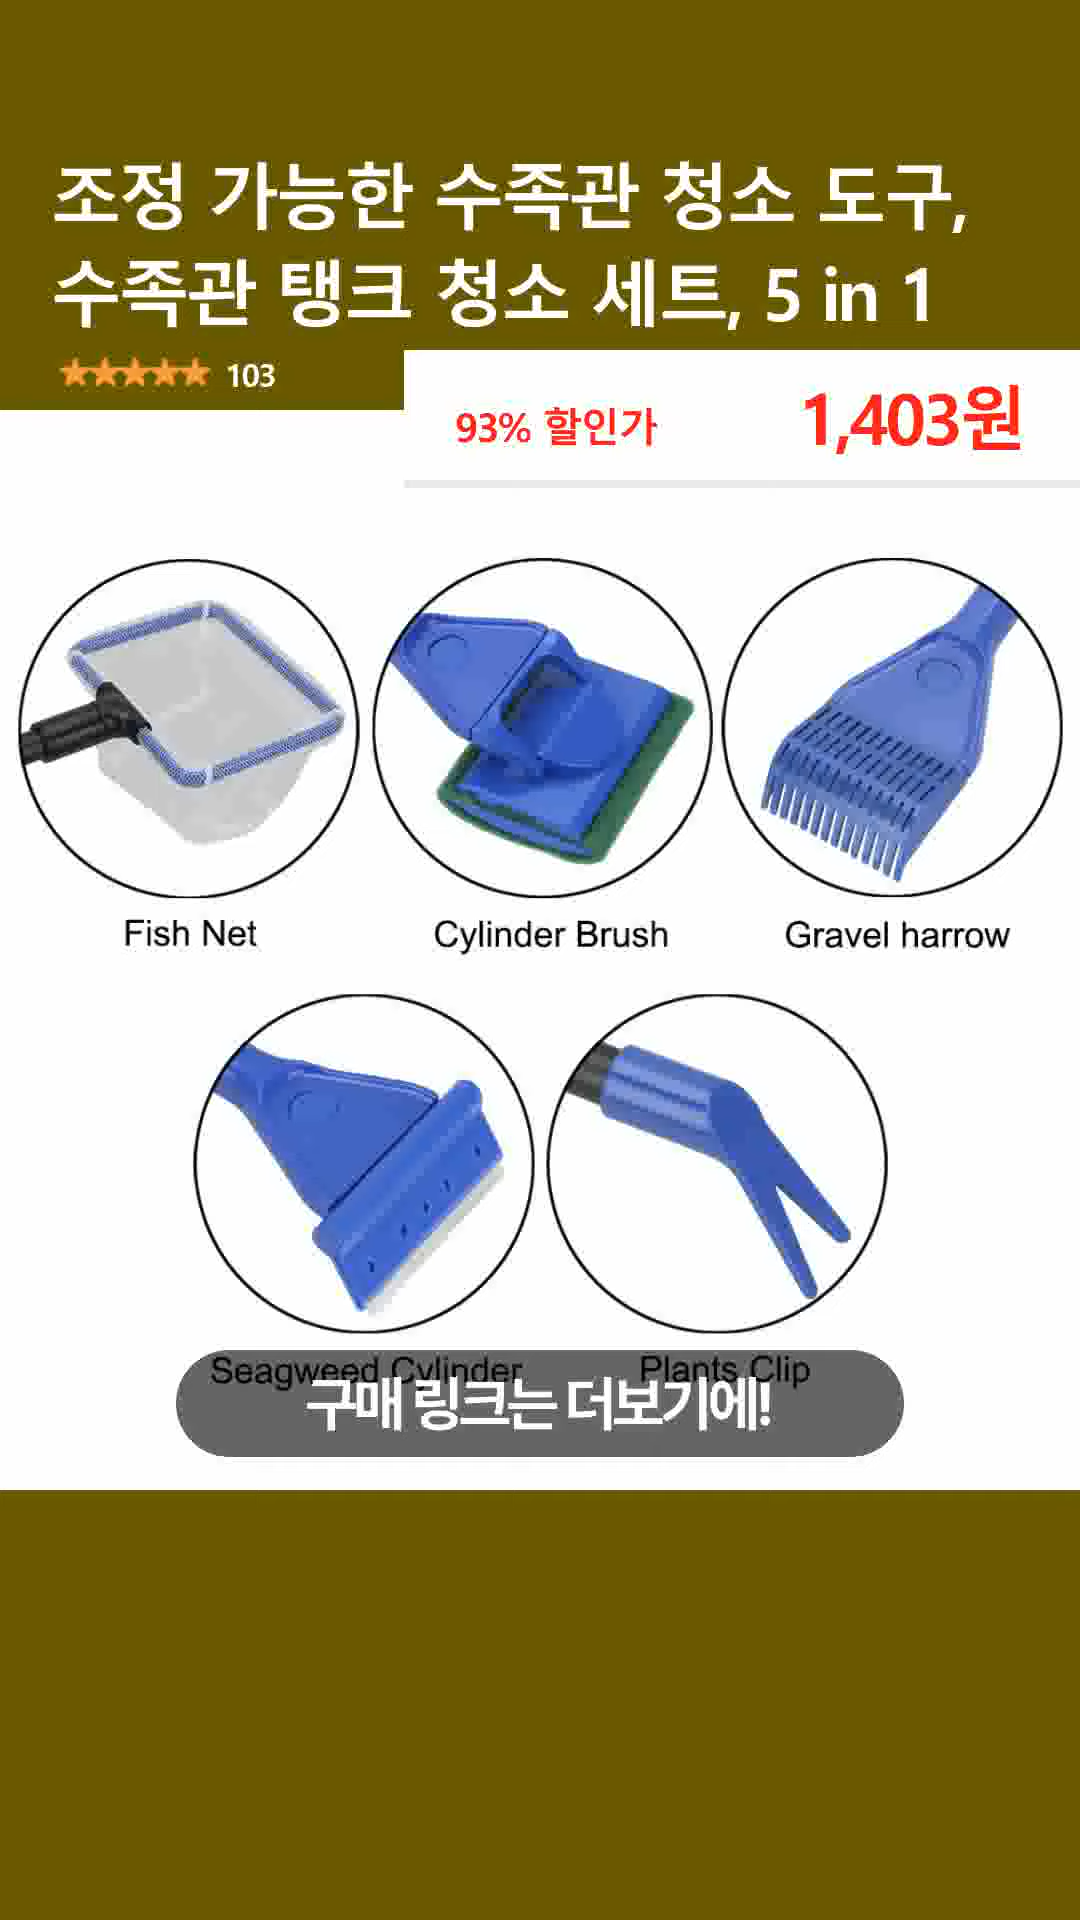 조정 가능한 수족관 청소 도구,
수족관 탱크 청소 세트, 5 in 1
103
93% 할인가
1,403원
Fish Net
Cylinder Brush
Gravel harrow
Seagweed Cylinder
Plants Clip
구매 링크는 더보기에!